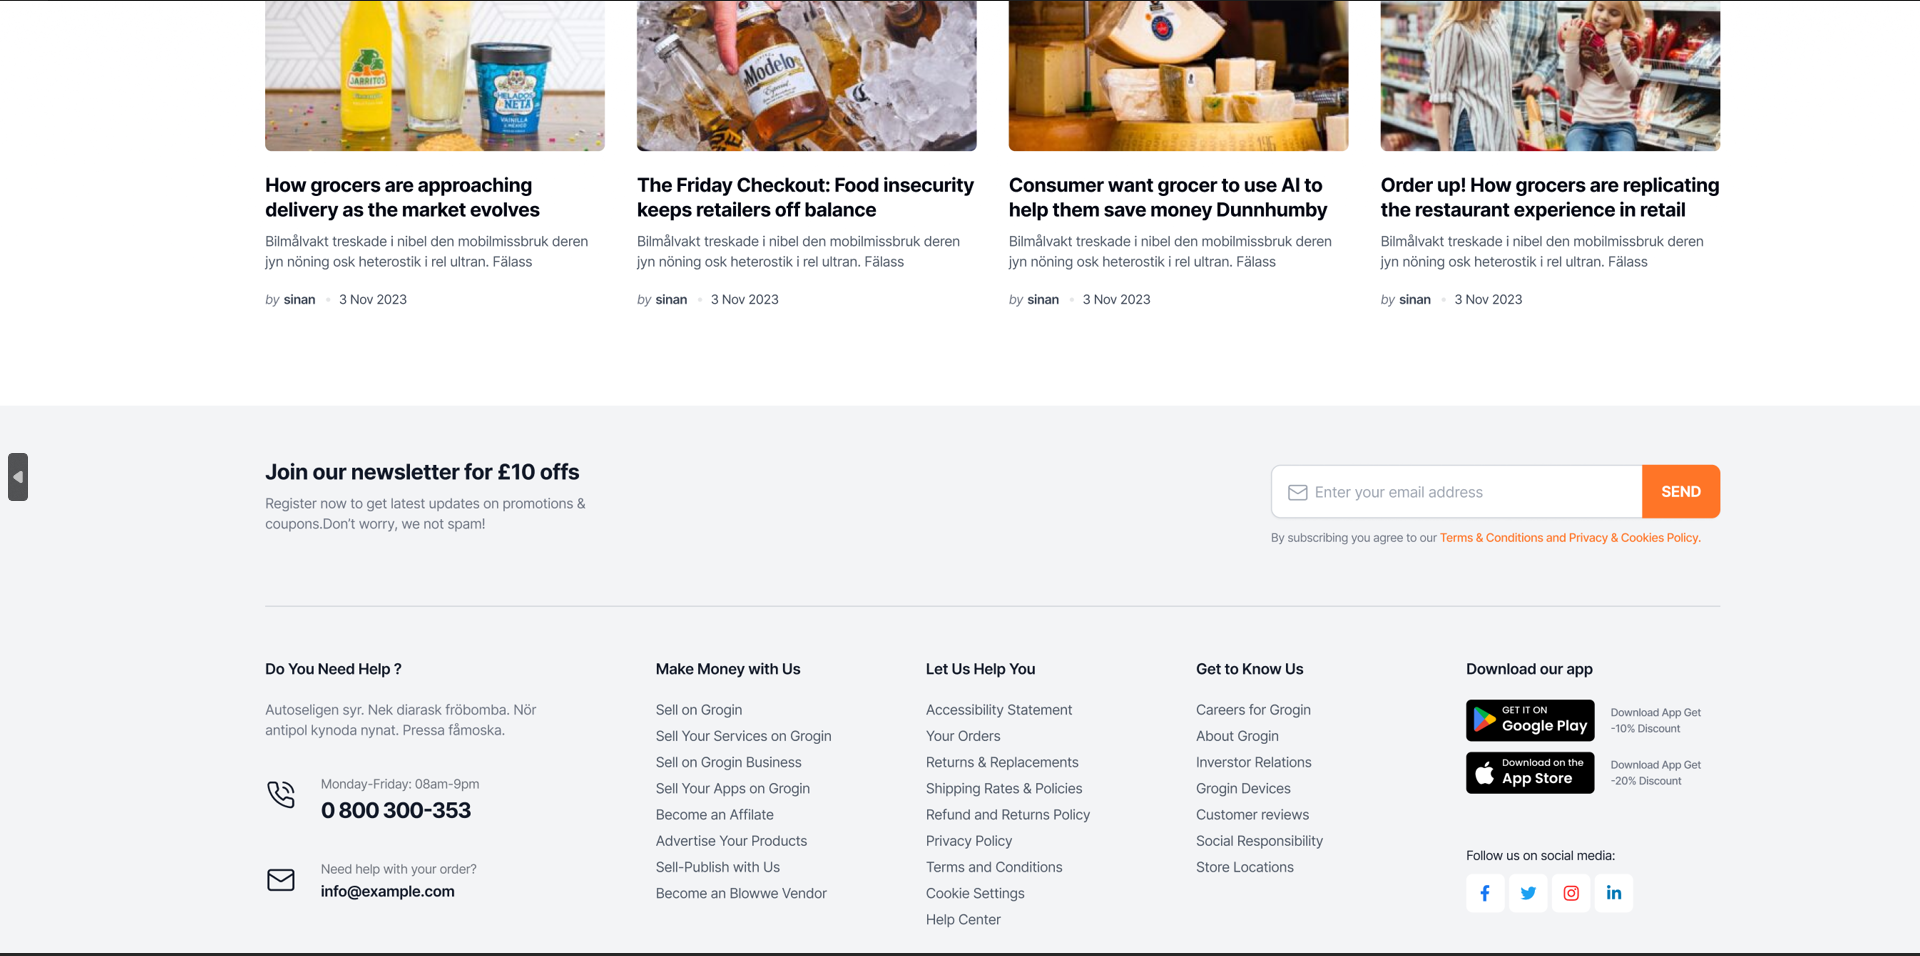 JARRITOS
HELADOS
NETA
VAINILLA
Modelo
Especial
How grocers are approaching
delivery as the market evolves
Bilmålvakt treskade i nibel den mobilmissbruk deren
jyn nöning osk heterostik i rel ultran. Fälass
by sinan 3 Nov 2023
The Friday Checkout: Food insecurity
keeps retailers off balance
Bilmålvakt treskade i nibel den mobilmissbruk deren
jyn nöning osk heterostik i rel ultran. Fälass
by sinan 3 Nov 2023
Consumer want grocer to use AI to
help them save money Dunnhumby
Bilmålvakt treskade i nibel den mobilmissbruk deren
jyn nöning osk heterostik i rel ultran. Fälass
by sinan 3 Nov 2023
Order up! How grocers are replicating
the restaurant experience in retail
Bilmålvakt treskade i nibel den mobilmissbruk deren
jyn nöning osk heterostik i rel ultran. Fälass
by sinan 3 Nov 2023
Join our newsletter for £10 offs
Register now to get latest updates on promotions &
coupons.Don’t worry, we not spam!
Enter your email address
SEND
By subscribing you agree to our Terms & Conditions and Privacy & Cookies Policy.
Do You Need Help ?
Autoseligen syr. Nek diarask fröbomba. Nör
antipol kynoda nynat. Pressa fåmoska.
Monday-Friday: 08am-9pm
0 800 300-353
Need help with your order?
info@example.com
Make Money with Us
Sell on Grogin
Sell Your Services on Grogin
Sell on Grogin Business
Sell Your Apps on Grogin
Become an Affilate
Advertise Your Products
Sell-Publish with Us
Become an Blowwe Vendor
Let Us Help You
Accessibility Statement
Your Orders
Returns & Replacements
Shipping Rates & Policies
Refund and Returns Policy
Privacy Policy
Terms and Conditions
Cookie Settings
Help Center
Get to Know Us
Careers for Grogin
About Grogin
Inverstor Relations
Grogin Devices
Customer reviews
Social Responsibility
Store Locations
Download our app
GET IT ON
Google Play
Download App Get
-10% Discount
Download on the
App Store
Download App Get
-20% Discount
Follow us on social media: